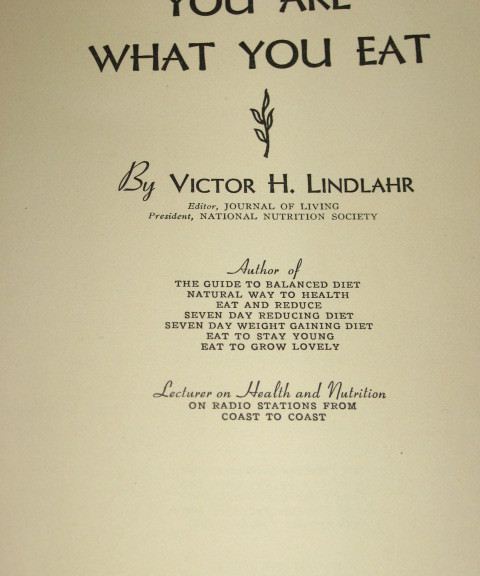 YOU ARE
WHAT YOU EAT
By VICTOR H. LINDLAHR
Editor, JOURNAL OF LIVING
President, NATIONAL NUTRITION SOCIETY
Author of
THE GUIDE TO BALANCED DIET
NATURAL WAY TO HEALTH
EAT AND REDUCE
SEVEN DAY REDUCING DIET
SEVEN DAY WEIGHT GAINING DIET
EAT TO STAY YOUNG
EAT TO GROW LOVELY
Lecturer on Health and Nutrition
ON RADIO STATIONS FROM
COAST TO COAST